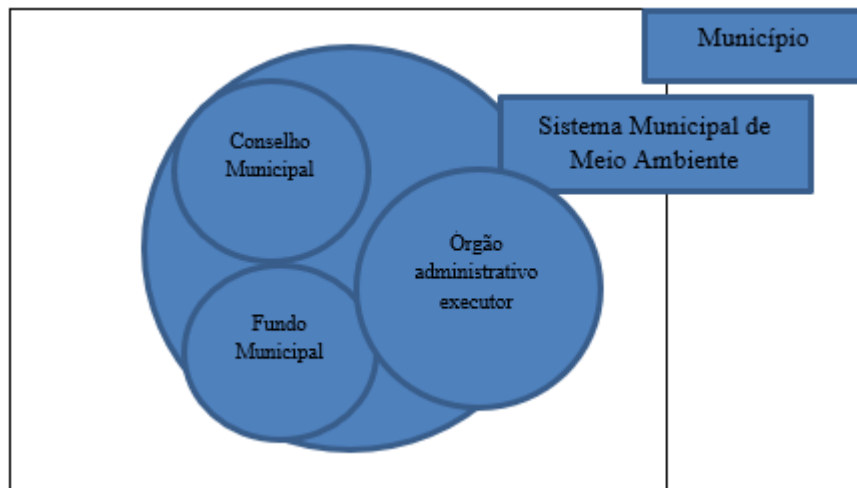 Município
Sistema Municipal de
Meio Ambiente
Conselho
Municipal
Órgão
administrativo
executor
Fundo
Municipal